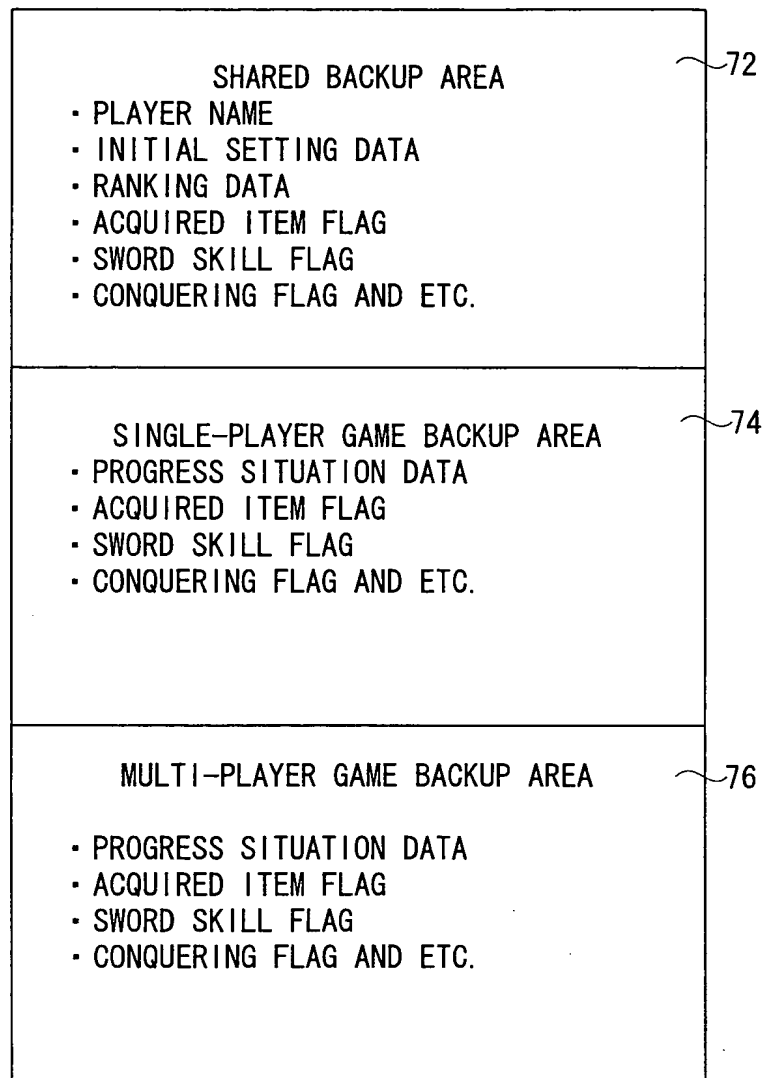 SHARED BACKUP AREA 72
・PLAYER NAME
・INITIAL SETTING DATA
・RANKING DATA
・ACQUIRED ITEM FLAG
・SWORD SKILL FLAG
・CONQUERING FLAG AND ETC.
SINGLE-PLAYER GAME BACKUP AREA 74
・PROGRESS SITUATION DATA
・ACQUIRED ITEM FLAG
・SWORD SKILL FLAG
・CONQUERING FLAG AND ETC.
MULTI-PLAYER GAME BACKUP AREA 76
・PROGRESS SITUATION DATA
・ACQUIRED ITEM FLAG
・SWORD SKILL FLAG
・CONQUERING FLAG AND ETC.